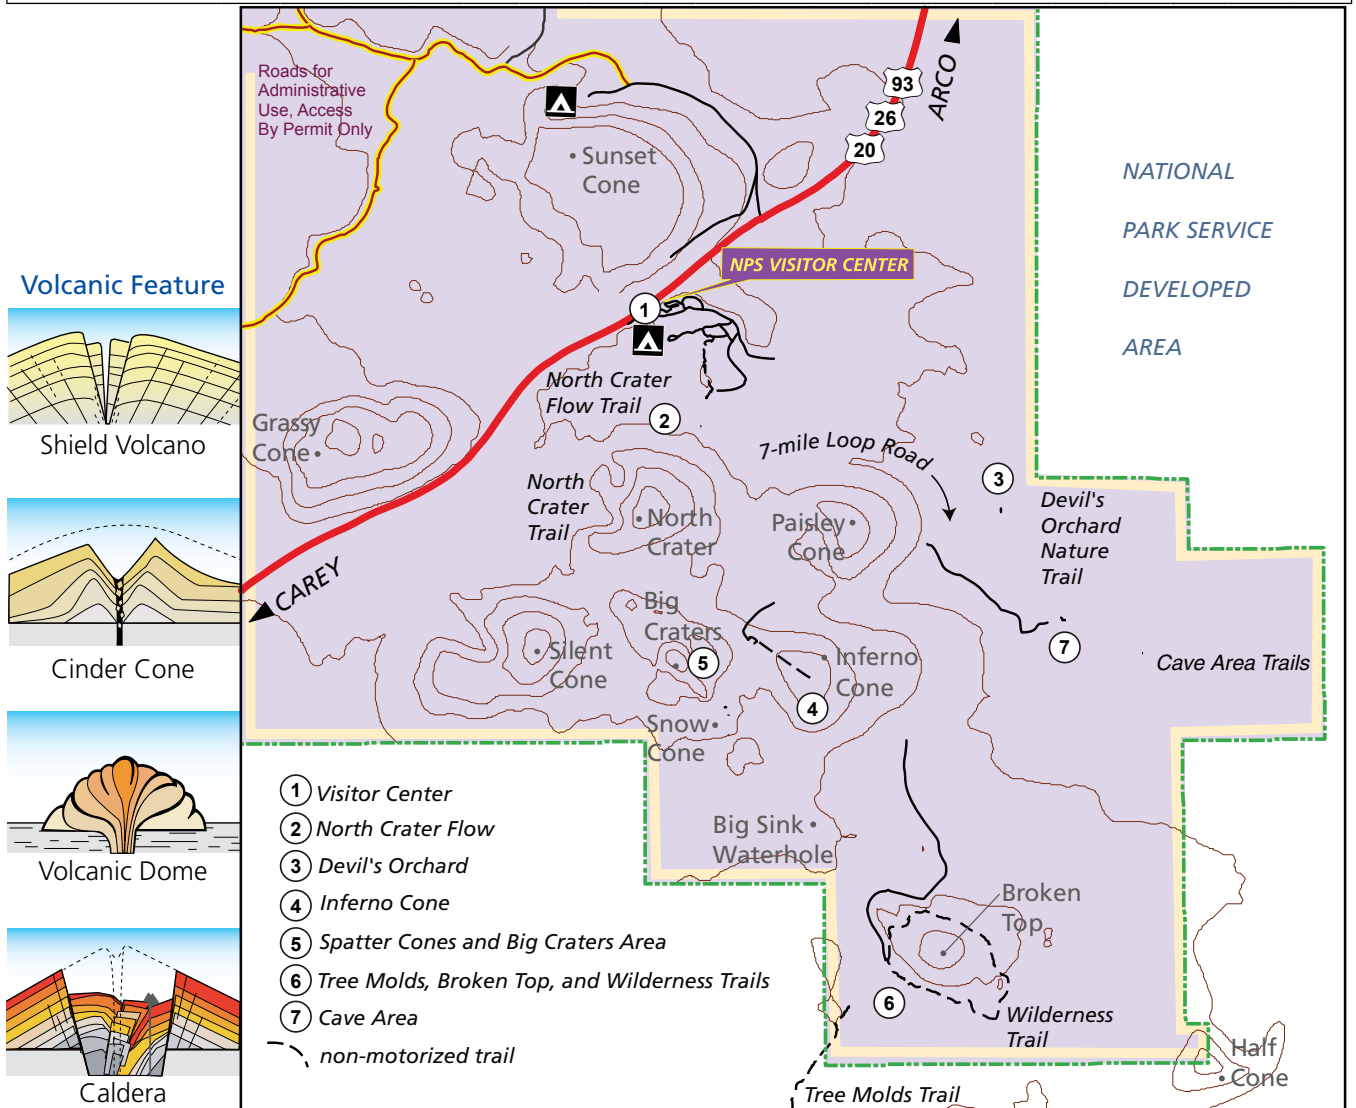 Volcanic Feature
Shield Volcano
Cinder Cone
Volcanic Dome
Caldera
Roads for
Administrative
Use, Access
By Permit Only
Sunset
Cone
ARCO
93
26
20
NATIONAL
PARK SERVICE
DEVELOPED
AREA
NPS VISITOR CENTER
1
North Crater
Flow Trail
2
Grassy
Cone
7-mile Loop Road
3
Devil's
Orchard
Nature
Trail
North
Crater
Trail
North
Crater
Paisley
Cone
CAREY
Big
Craters
5
Silent
Cone
Inferno
Cone
4
7
Cave Area Trails
Snow
Cone
Big Sink
Waterhole
Broken
Top
6
Wilderness
Trail
Half
Cone
Tree Molds Trail
1 Visitor Center
2 North Crater Flow
3 Devil's Orchard
4 Inferno Cone
5 Spatter Cones and Big Craters Area
6 Tree Molds, Broken Top, and Wilderness Trails
7 Cave Area
non-motorized trail